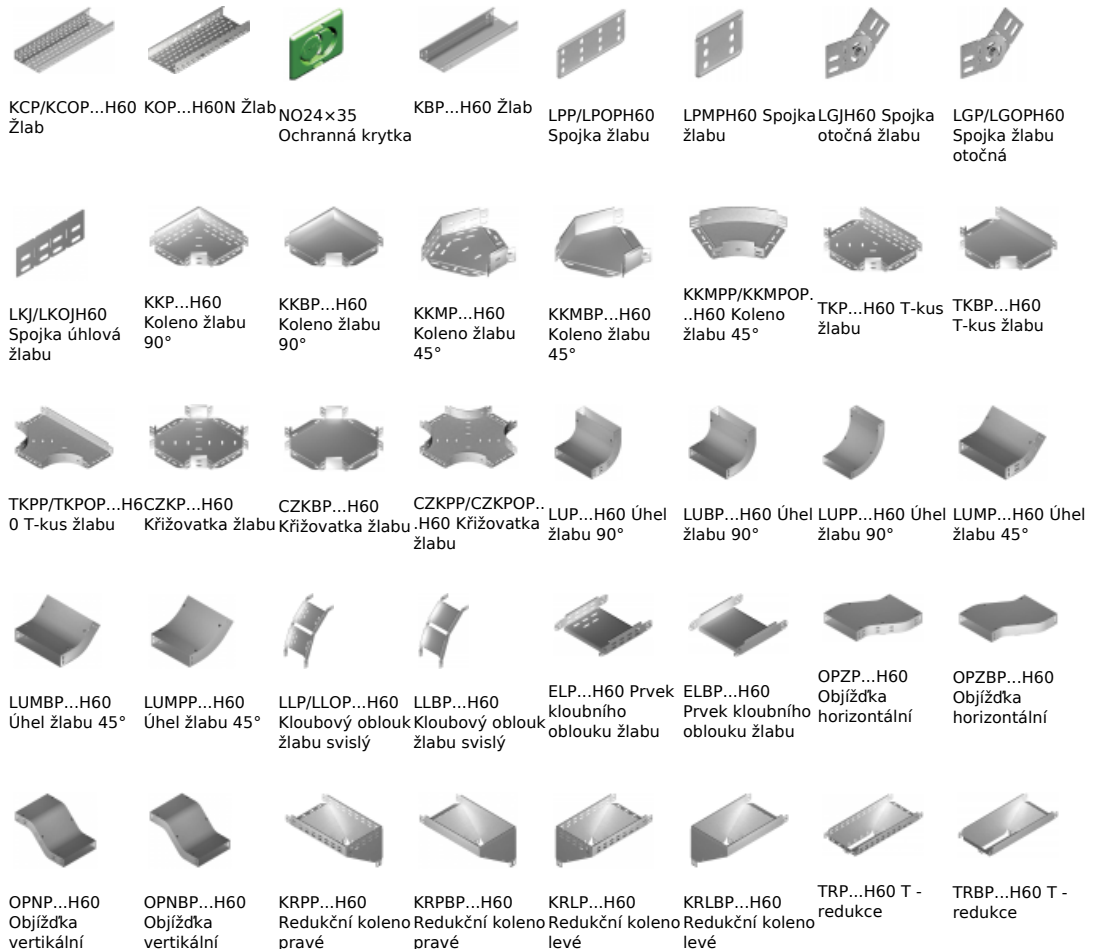 KCP/KCOP...H60
Žlab
KOP...H60N Žlab
NO24×35
Ochranná krytka
KBP...H60 Žlab
LPP/LPOPH60
Spojka žlabu
LPMPH60 Spojka
žlabu
LGJH60 Spojka
otočná žlabu
LGP/LGOPH60
Spojka žlabu
otočná
LKJ/LKOJH60
Spojka úhlová
žlabu
KKP...H60
Koleno žlabu
90°
KKBP...H60
Koleno žlabu
90°
KKMP...H60
Koleno žlabu
45°
KKMBP...H60
Koleno žlabu
45°
KKMPP/KKMPOP.
..H60 Koleno
žlabu 45°
TKP...H60 T-kus
žlabu
TKBP...H60
T-kus žlabu
TKPP/TKPOP...H6
0 T-kus žlabu
CZKP...H60
Křižovatka žlabu
CZKBP...H60
Křižovatka žlabu
CZKPP/CZKPOP..
.H60 Křižovatka
žlabu
LUP...H60 Úhel
žlabu 90°
LUBP...H60 Úhel
žlabu 90°
LUPP...H60 Úhel
žlabu 90°
LUMP...H60 Úhel
žlabu 45°
LUMBP...H60
Úhel žlabu 45°
LUMPP...H60
Úhel žlabu 45°
LLP/LLOP...H60
Kloubový oblouk
žlabu svislý
LLBP...H60
Kloubový oblouk
žlabu svislý
ELP...H60 Prvek
kloubního
oblouku žlabu
ELBP...H60
Prvek kloubního
oblouku žlabu
OPZP...H60
Objížďka
horizontální
OPZBP...H60
Objížďka
horizontální
OPNP...H60
Objížďka
vertikální
OPNBP...H60
Objížďka
vertikální
KRPP...H60
Redukční koleno
pravé
KRPBP...H60
Redukční koleno
pravé
KRLP...H60
Redukční koleno
levé
KRLBP...H60
Redukční koleno
levé
TRP...H60 T -
redukce
TRBP...H60 T -
redukce